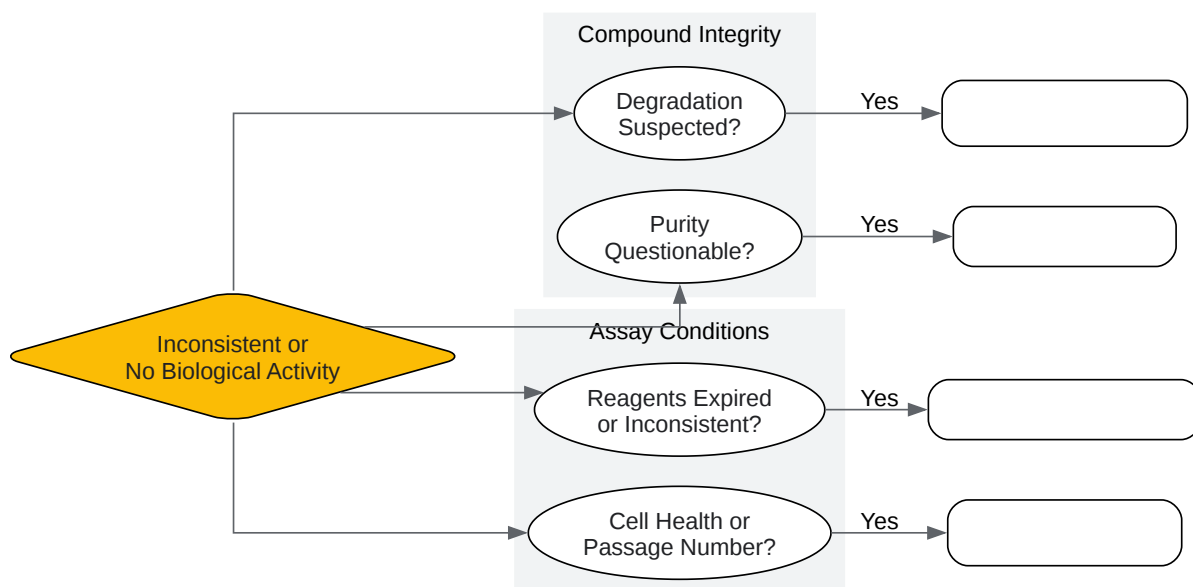 Compound Integrity
Degradation
Suspected?
Yes
Purity
Questionable?
Yes
Inconsistent or
No Biological Activity
Assay Conditions
Reagents Expired
or Inconsistent?
Yes
Cell Health or
Passage Number?
Yes